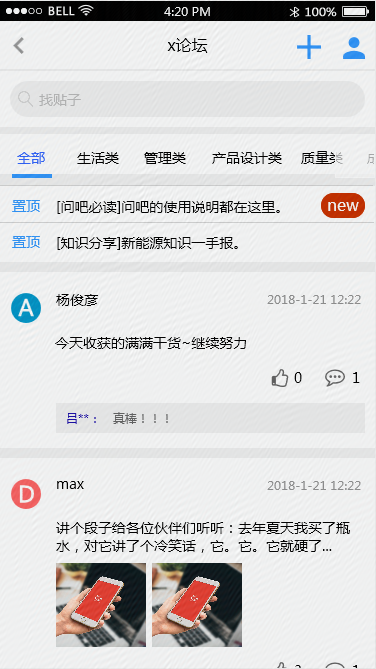 BELL 4:20 PM 100%
x论坛
找贴子
全部 生活类 管理类 产品设计类 质量类
置顶 [问吧必读]问吧的使用说明都在这里。 new
置顶 [知识分享]新能源知识一手报。
A 杨俊彦 2018-1-21 12:22
今天收获的满满干货~继续努力
0 1
吕**： 真棒！！！
D max 2018-1-21 12:22
讲个段子给各位伙伴们听听：去年夏天我买了瓶
水，对它讲了个冷笑话，它。它。它就硬了...